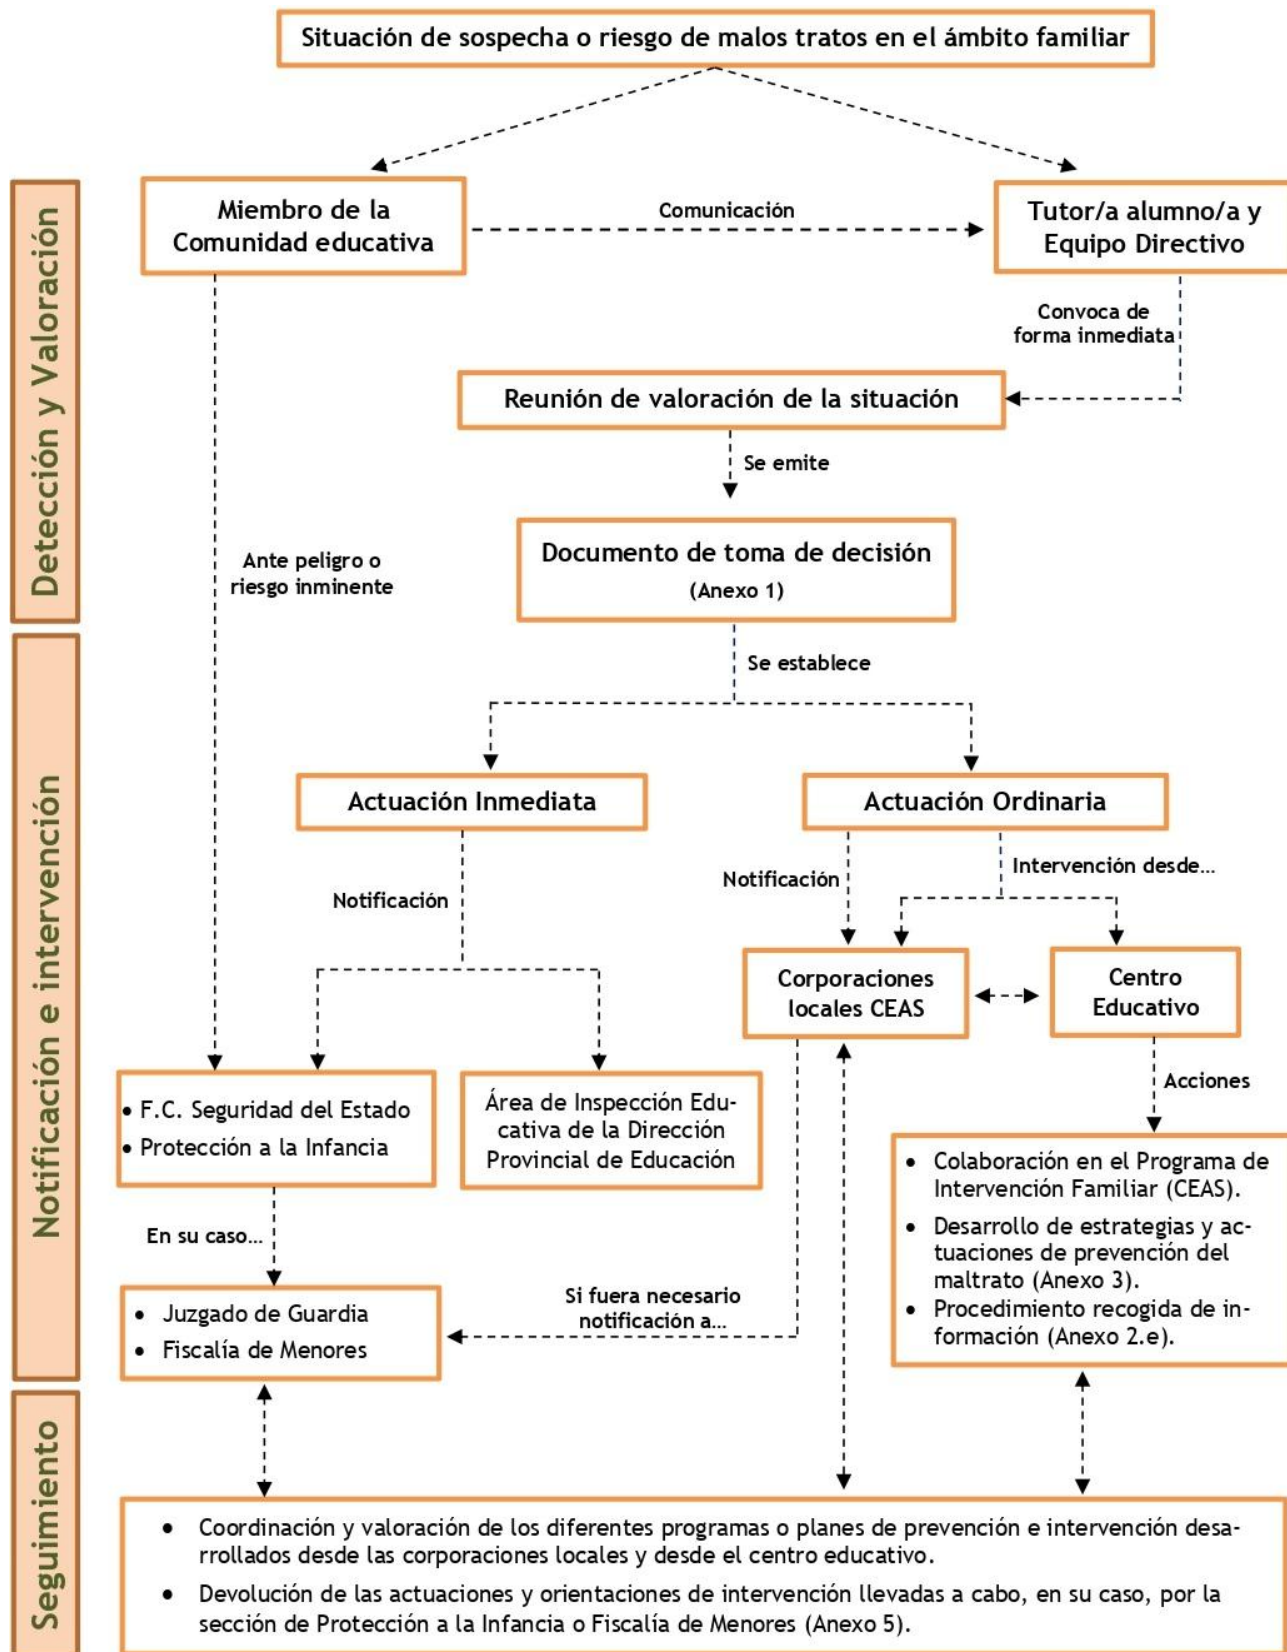 Situación de sospecha o riesgo de malos tratos en el ámbito familiar
Detección y Valoración
Miembro de la
Comunidad educativa
Comunicación
Tutor/a alumno/a y
Equipo Directivo
Convoca de
forma inmediata
Reunión de valoración de la situación
Se emite
Documento de toma de decisión
(Anexo 1)
Ante peligro o
riesgo inminente
Se establece
Notificación e intervención
Actuación Inmediata
Actuación Ordinaria
Notificación
Notificación
Intervención desde...
Corporaciones
locales CEAS
Centro
Educativo
Acciones
• F.C. Seguridad del Estado
• Protección a la Infancia
Área de Inspección Edu-
cativa de la Dirección
Provincial de Educación
• Colaboración en el Programa de
Intervención Familiar (CEAS).
• Desarrollo de estrategias y ac-
tuaciones de prevención del
maltrato (Anexo 3).
• Procedimiento recogida de in-
formación (Anexo 2.e).
En su caso...
Si fuera necesario
notificación a...
• Juzgado de Guardia
• Fiscalía de Menores
Seguimiento
• Coordinación y valoración de los diferentes programas o planes de prevención e intervención desa-
rrollados desde las corporaciones locales y desde el centro educativo.
• Devolución de las actuaciones y orientaciones de intervención llevadas a cabo, en su caso, por la
sección de Protección a la Infancia o Fiscalía de Menores (Anexo 5).